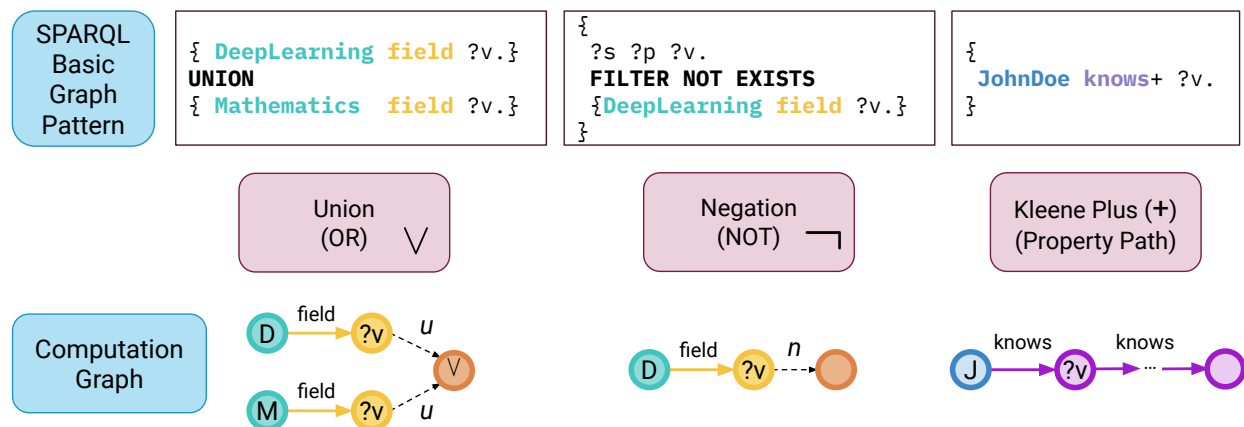 SPARQL
Basic
Graph
Pattern
{ DeepLearning field ?v.}
UNION
{ Mathematics field ?v.}
{
?s ?p ?v.
FILTER NOT EXISTS
{DeepLearning field ?v.}
}
{
JohnDoe knows+ ?v.
}
Union
(OR) ∨
Negation
(NOT) ¬
Kleene Plus (+)
(Property Path)
Computation
Graph
D field ?v u
∨
M field ?v u
D field ?v n
J knows ?v knows ...